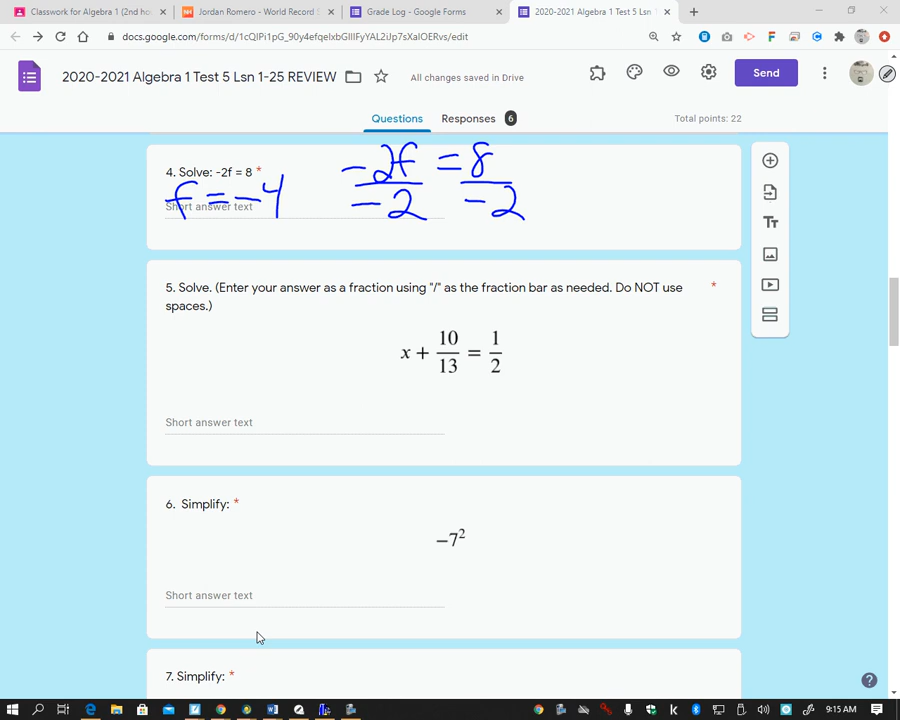 Classwork for Algebra 1 (2nd ho
Jordan Romero - World Record S
Grade Log - Google Forms
2020-2021 Algebra 1 Test 5 Lsn 1
docs.google.com/forms/d/
/edit
2020-2021 Algebra 1 Test 5 Lsn 1-25 REVIEW
All changes saved in Drive
Send
Questions
Responses 6
Total points: 22
4. Solve: -2f = 8 *
-2f = 8
-2 -2
f = -4
Short answer text
5. Solve. (Enter your answer as a fraction using "/" as the fraction bar as needed. Do NOT use *
spaces.)
x + 10/13 = 1/2
Short answer text
6. Simplify: *
−7²
Short answer text
7. Simplify: *
9:15 AM